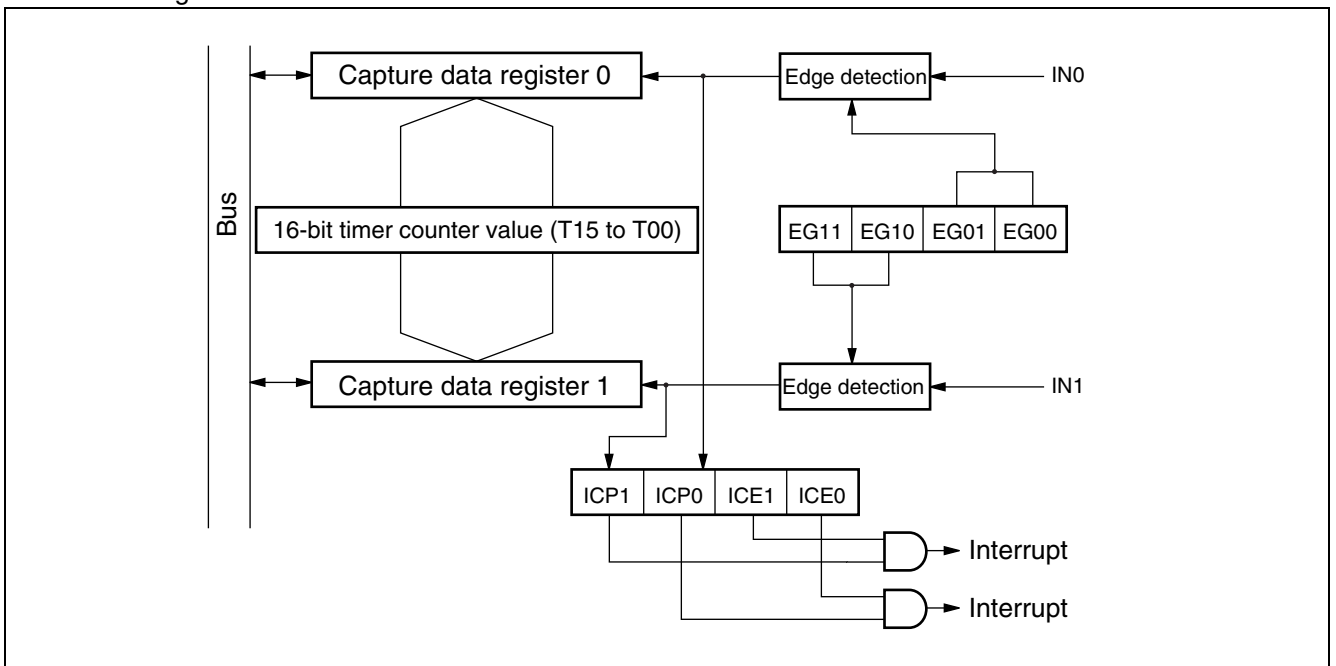 Capture data register 0
Edge detection
IN0
Bus
16-bit timer counter value (T15 to T00)
EG11 EG10 EG01 EG00
Capture data register 1
Edge detection
IN1
ICP1 ICP0 ICE1 ICE0
Interrupt
Interrupt